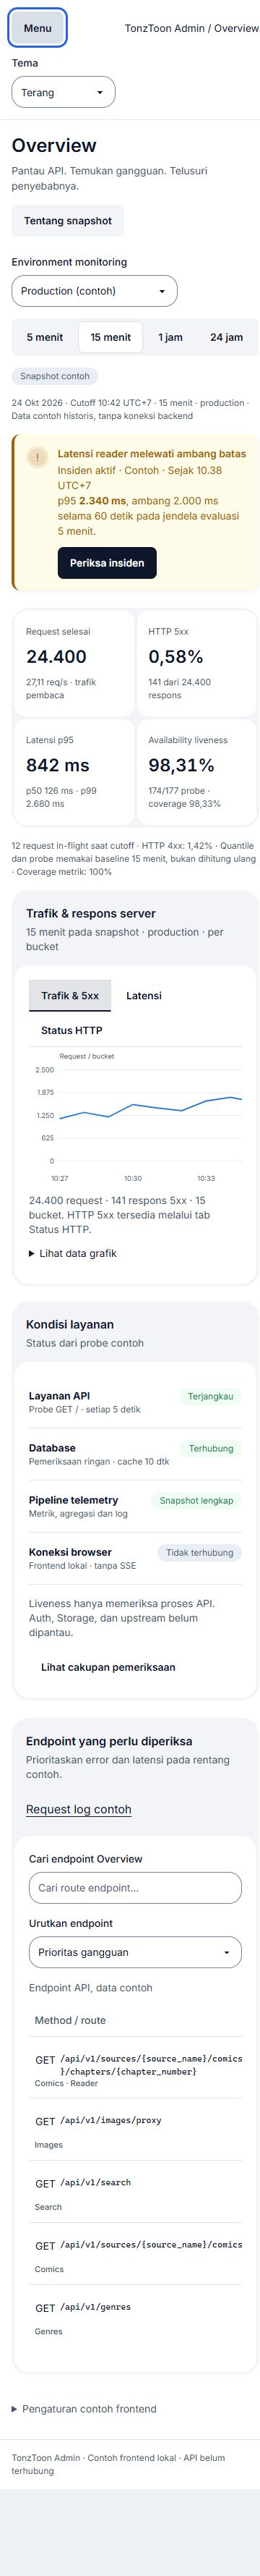 Menu
TonzToon Admin / Overview
Tema
Terang
Overview
Pantau API. Temukan gangguan. Telusuri
penyebabnya.
Tentang snapshot
Environment monitoring
Production (contoh)
5 menit
15 menit
1 jam
24 jam
Snapshot contoh
24 Okt 2026 · Cutoff 10:42 UTC+7 · 15 menit · production ·
Data contoh historis, tanpa koneksi backend
!
Latensi reader melewati ambang batas
Insiden aktif · Contoh · Sejak 10.38
UTC+7
p95 2.340 ms, ambang 2.000 ms
selama 60 detik pada jendela evaluasi
5 menit.
Periksa insiden
Request selesai
24.400
27,11 req/s · trafik
pembaca
HTTP 5xx
0,58%
141 dari 24.400
respons
Latensi p95
842 ms
p50 126 ms · p99
2.680 ms
Availability liveness
98,31%
174/177 probe ·
coverage 98,33%
12 request in-flight saat cutoff · HTTP 4xx: 1,42% · Quantile
dan probe memakai baseline 15 menit, bukan dihitung ulang
· Coverage metrik: 100%
Trafik & respons server
15 menit pada snapshot · production · per
bucket
Trafik & 5xx
Latensi
Status HTTP
Request / bucket
2.500
1.875
1.250
625
0
10:27
10:30
10:33
24.400 request · 141 respons 5xx · 15
bucket. HTTP 5xx tersedia melalui tab
Status HTTP.
Lihat data grafik
Kondisi layanan
Status dari probe contoh
Layanan API
Terjangkau
Probe GET / · setiap 5 detik
Database
Terhubung
Pemeriksaan ringan · cache 10 dtk
Pipeline telemetry
Snapshot lengkap
Metrik, agregasi dan log
Koneksi browser
Tidak terhubung
Frontend lokal · tanpa SSE
Liveness hanya memeriksa proses API.
Auth, Storage, dan upstream belum
dipantau.
Lihat cakupan pemeriksaan
Endpoint yang perlu diperiksa
Prioritaskan error dan latensi pada rentang
contoh.
Request log contoh
Cari endpoint Overview
Cari route endpoint...
Urutkan endpoint
Prioritas gangguan
Endpoint API, data contoh
Method / route
GET /api/v1/sources/{source_name}/comics
}/chapters/{chapter_number}
Comics · Reader
GET /api/v1/images/proxy
Images
GET /api/v1/search
Search
GET /api/v1/sources/{source_name}/comics
Comics
GET /api/v1/genres
Genres
Pengaturan contoh frontend
TonzToon Admin · Contoh frontend lokal · API belum
terhubung